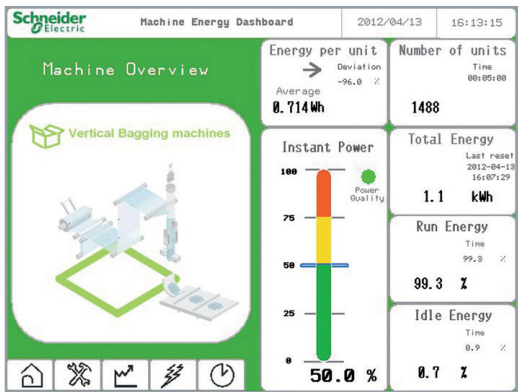 Schneider
Electric
Machine Energy Dashboard
2012/04/13
16:13:15
Machine Overview
Vertical Bagging machines
Energy per unit
Deviation
-96.0 %
Average
0.714 Wh
Number of units
Time
00:05:00
1488
Instant Power
100
75
50
25
0
Power
Quality
50.0 %
Total Energy
Last reset
2012-04-13
16:07:29
1.1 kWh
Run Energy
Time
99.3 %
99.3 %
Idle Energy
Time
0.9 %
0.7 %